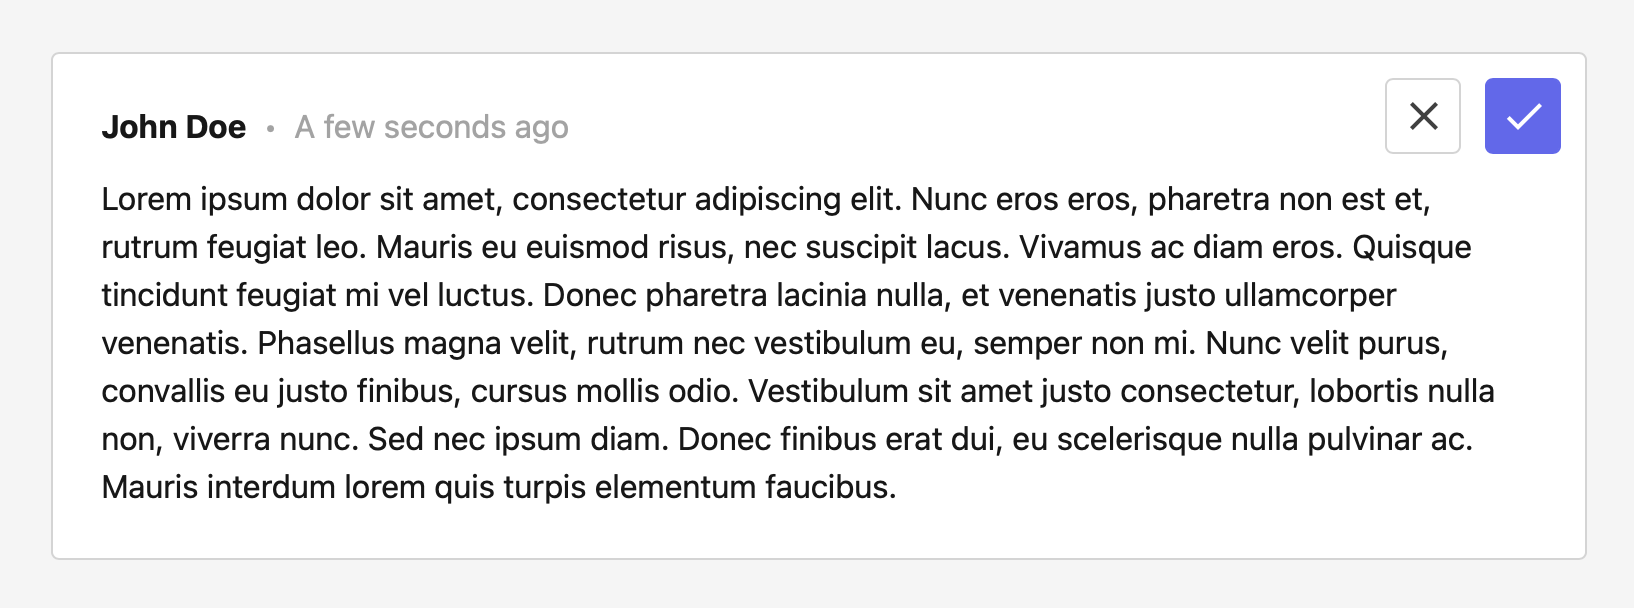 John Doe • A few seconds ago
Lorem ipsum dolor sit amet, consectetur adipiscing elit. Nunc eros eros, pharetra non est et,
rutrum feugiat leo. Mauris eu euismod risus, nec suscipit lacus. Vivamus ac diam eros. Quisque
tincidunt feugiat mi vel luctus. Donec pharetra lacinia nulla, et venenatis justo ullamcorper
venenatis. Phasellus magna velit, rutrum nec vestibulum eu, semper non mi. Nunc velit purus,
convallis eu justo finibus, cursus mollis odio. Vestibulum sit amet justo consectetur, lobortis nulla
non, viverra nunc. Sed nec ipsum diam. Donec finibus erat dui, eu scelerisque nulla pulvinar ac.
Mauris interdum lorem quis turpis elementum faucibus.